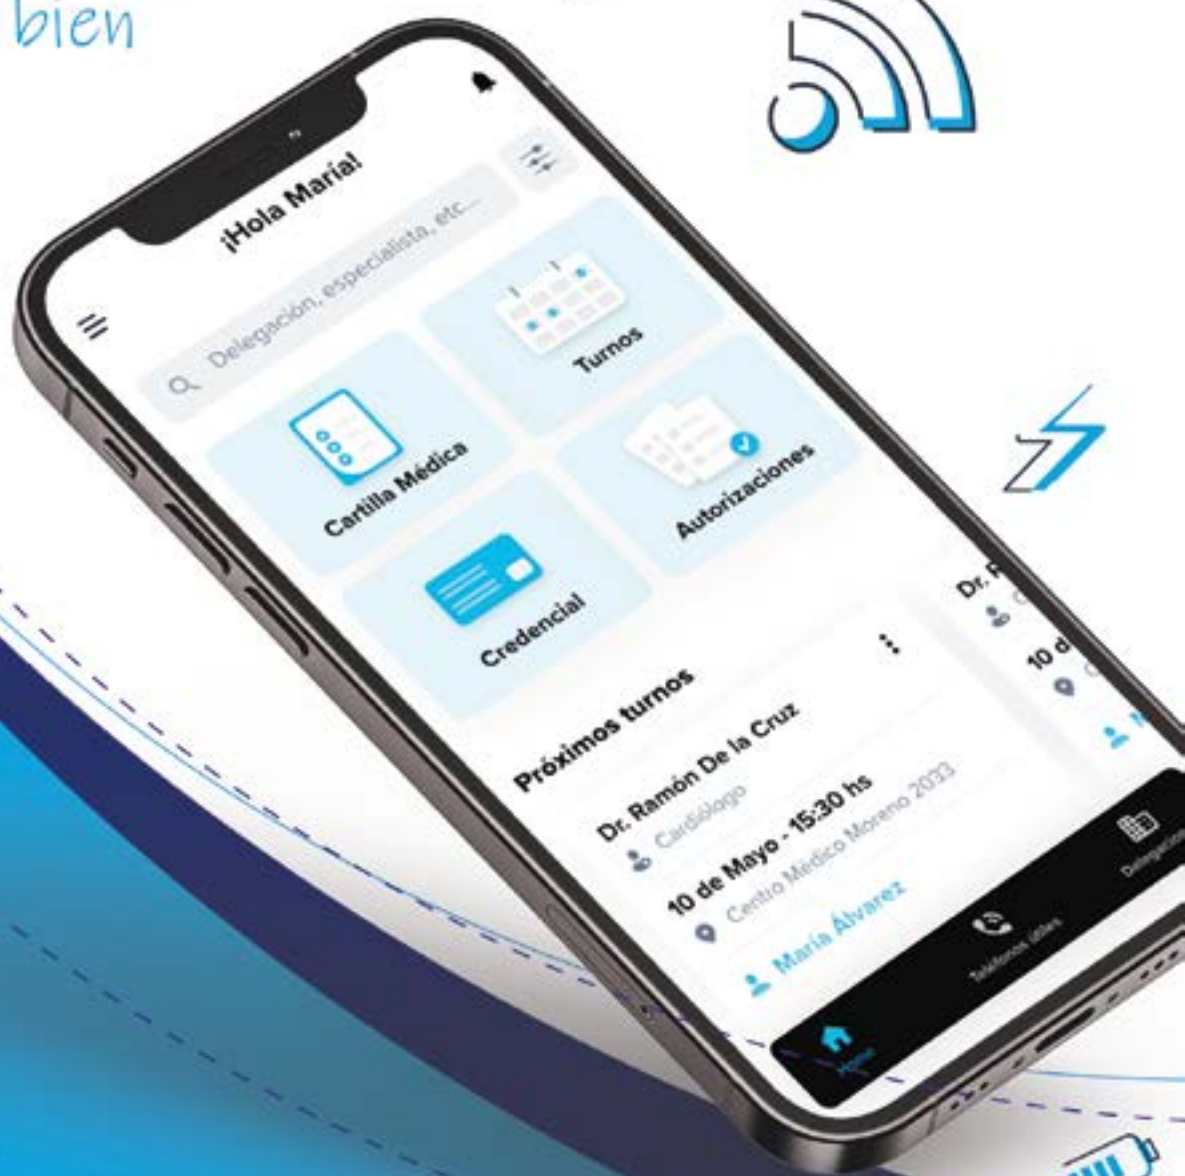 bien
¡Hola María!
Delegación, especialista, etc...
Cartilla Médica
Turnos
Credencial
Autorizaciones
Próximos turnos
Dr. Ramón De la Cruz
Cardiólogo
10 de Mayo - 15:30 hs
Centro Médico Moreno 2033
María Álvarez
Dr.
10 d
Home
Teléfonos útiles